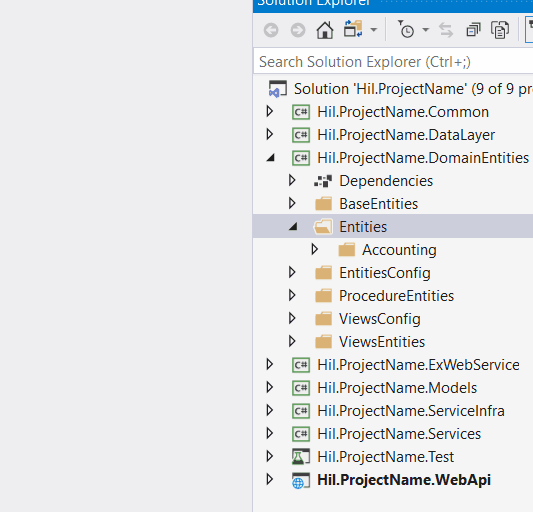 Solution Explorer
Search Solution Explorer (Ctrl+;)
Solution 'Hil.ProjectName' (9 of 9 pr
C# Hil.ProjectName.Common
C# Hil.ProjectName.DataLayer
C# Hil.ProjectName.DomainEntities
Dependencies
BaseEntities
Entities
Accounting
EntitiesConfig
ProcedureEntities
ViewsConfig
ViewsEntities
C# Hil.ProjectName.ExWebService
C# Hil.ProjectName.Models
C# Hil.ProjectName.ServiceInfra
C# Hil.ProjectName.Services
Hil.ProjectName.Test
Hil.ProjectName.WebApi